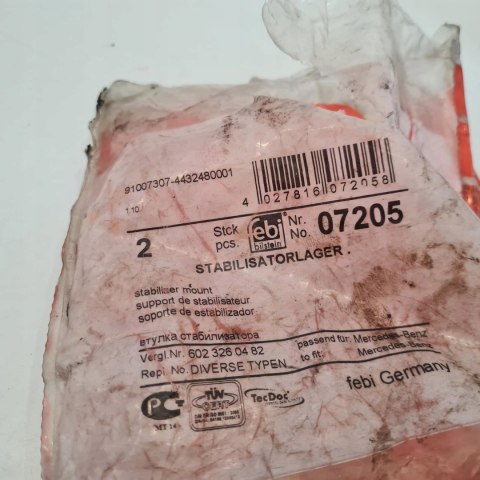 91007307-4432480001
1.10.
4 027816 072058
2 Stck pcs. febi bilstein Nr. No. 07205
STABILISATORLAGER
stabiliser mount
support de stabilisateur
soporte de estabilizador
втулка стабилизатора
Vergl.Nr. 602 326 04 82 passend für: Mercedes-Benz
Repl. No. DIVERSE TYPEN to fit: Mercedes-Benz
febi Germany
TÜV CERT TecDoc